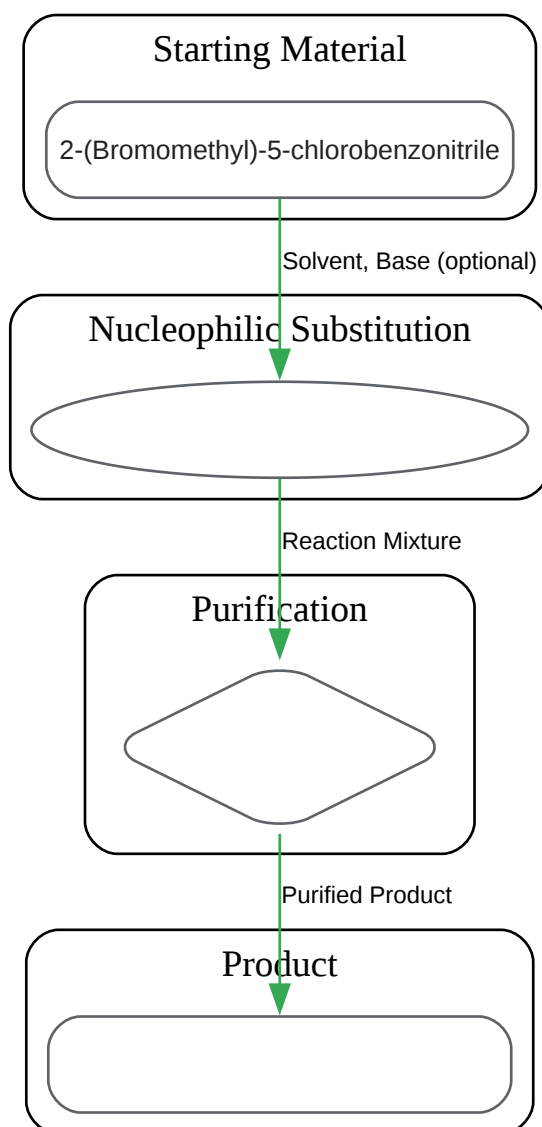 Starting Material
2-(Bromomethyl)-5-chlorobenzonitrile
Solvent, Base (optional)
Nucleophilic Substitution
Reaction Mixture
Purification
Purified Product
Product